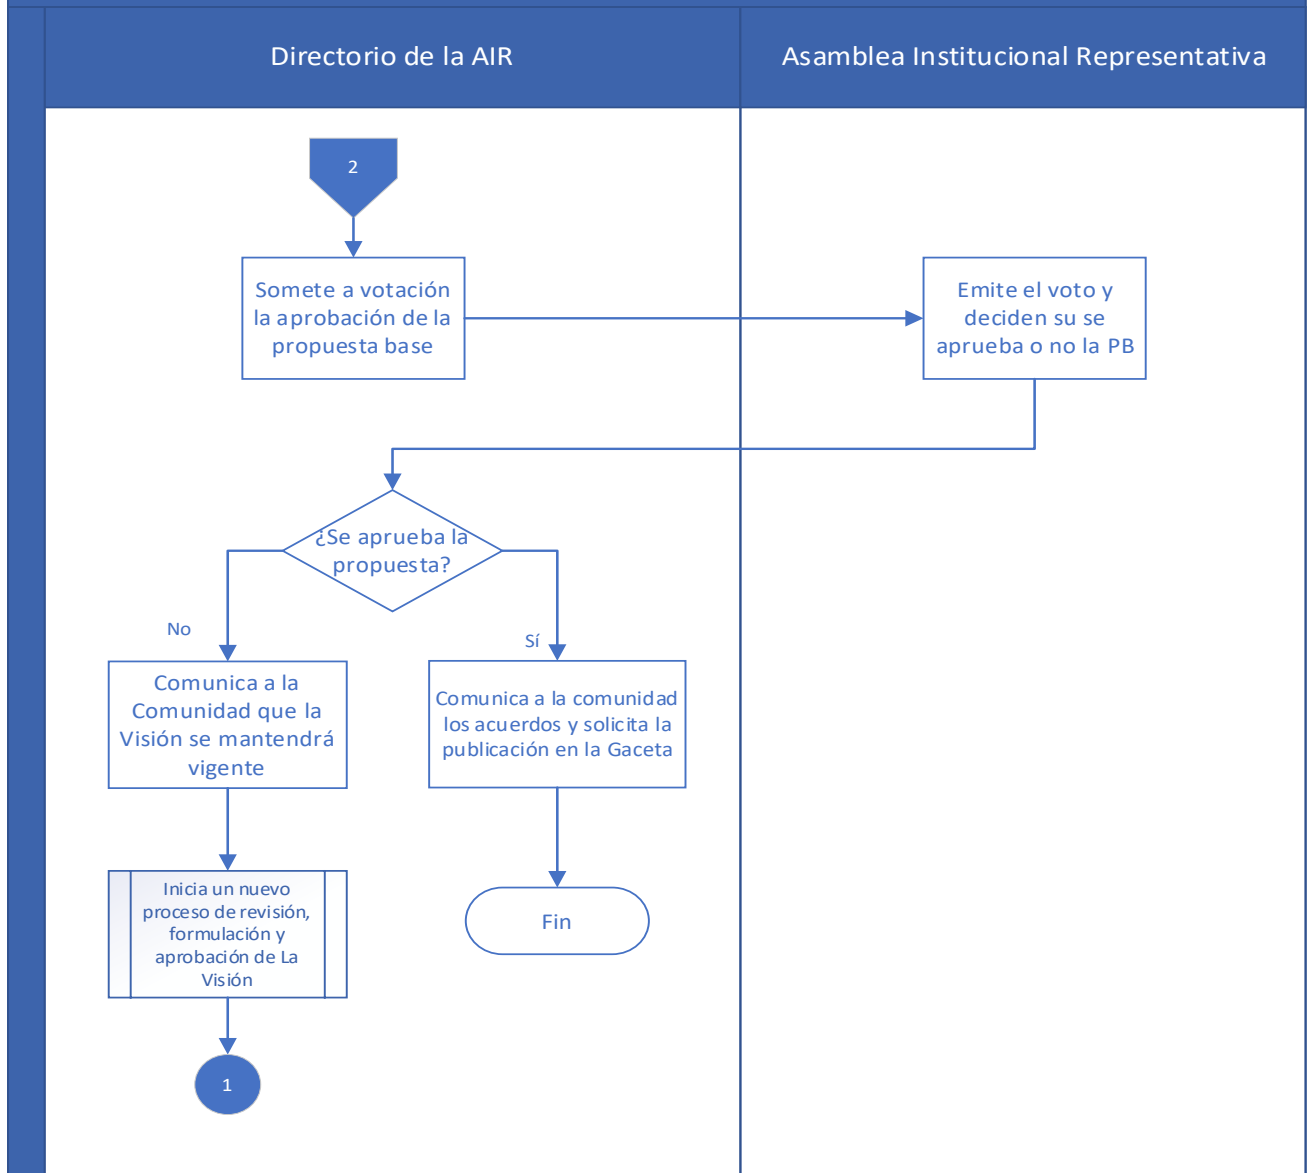 Directorio de la AIR
Asamblea Institucional Representativa
2
Somete a votación
la aprobación de la
propuesta base
Emite el voto y
deciden su se
aprueba o no la PB
¿Se aprueba la
propuesta?
No
Sí
Comunica a la
Comunidad que la
Visión se mantendrá
vigente
Comunica a la comunidad
los acuerdos y solicita la
publicación en la Gaceta
Inicia un nuevo
proceso de revisión,
formulación y
aprobación de La
Visión
Fin
1